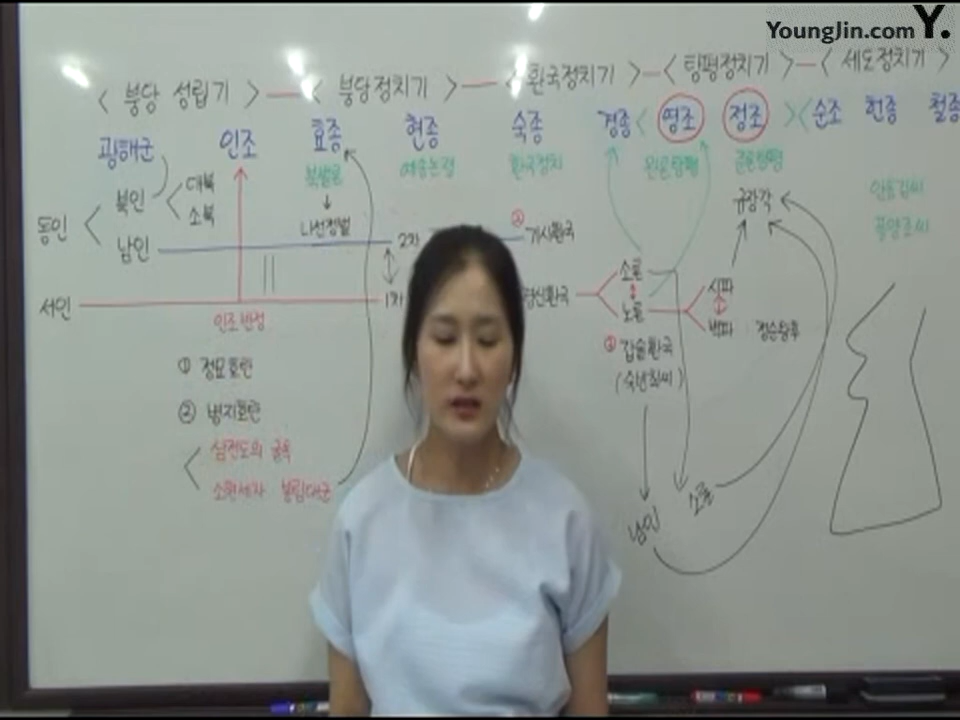 YoungJin.com Y.
< 붕당 성립기 > — < 붕당정치기 > — < 환국정치기 > — < 탕평정치기 > — < 세도정치기 >
광해군 인조 효종 현종 숙종 경종 < 영조 정조 > < 순조 헌종 철종
북벌론 예송논쟁 환국정치 완론탕평 준론탕평
북인 < 대북
소북
규장각
안동김씨
풍양조씨
동인 <
남인
나선정벌
2차
② 기사환국
서인
1차
경신환국
소론
노론
시파
벽파
정순왕후
인조반정
③ 갑술환국
(숙빈최씨)
① 정묘호란
② 병자호란
삼전도의 굴욕
소현세자 봉림대군
소론
남인